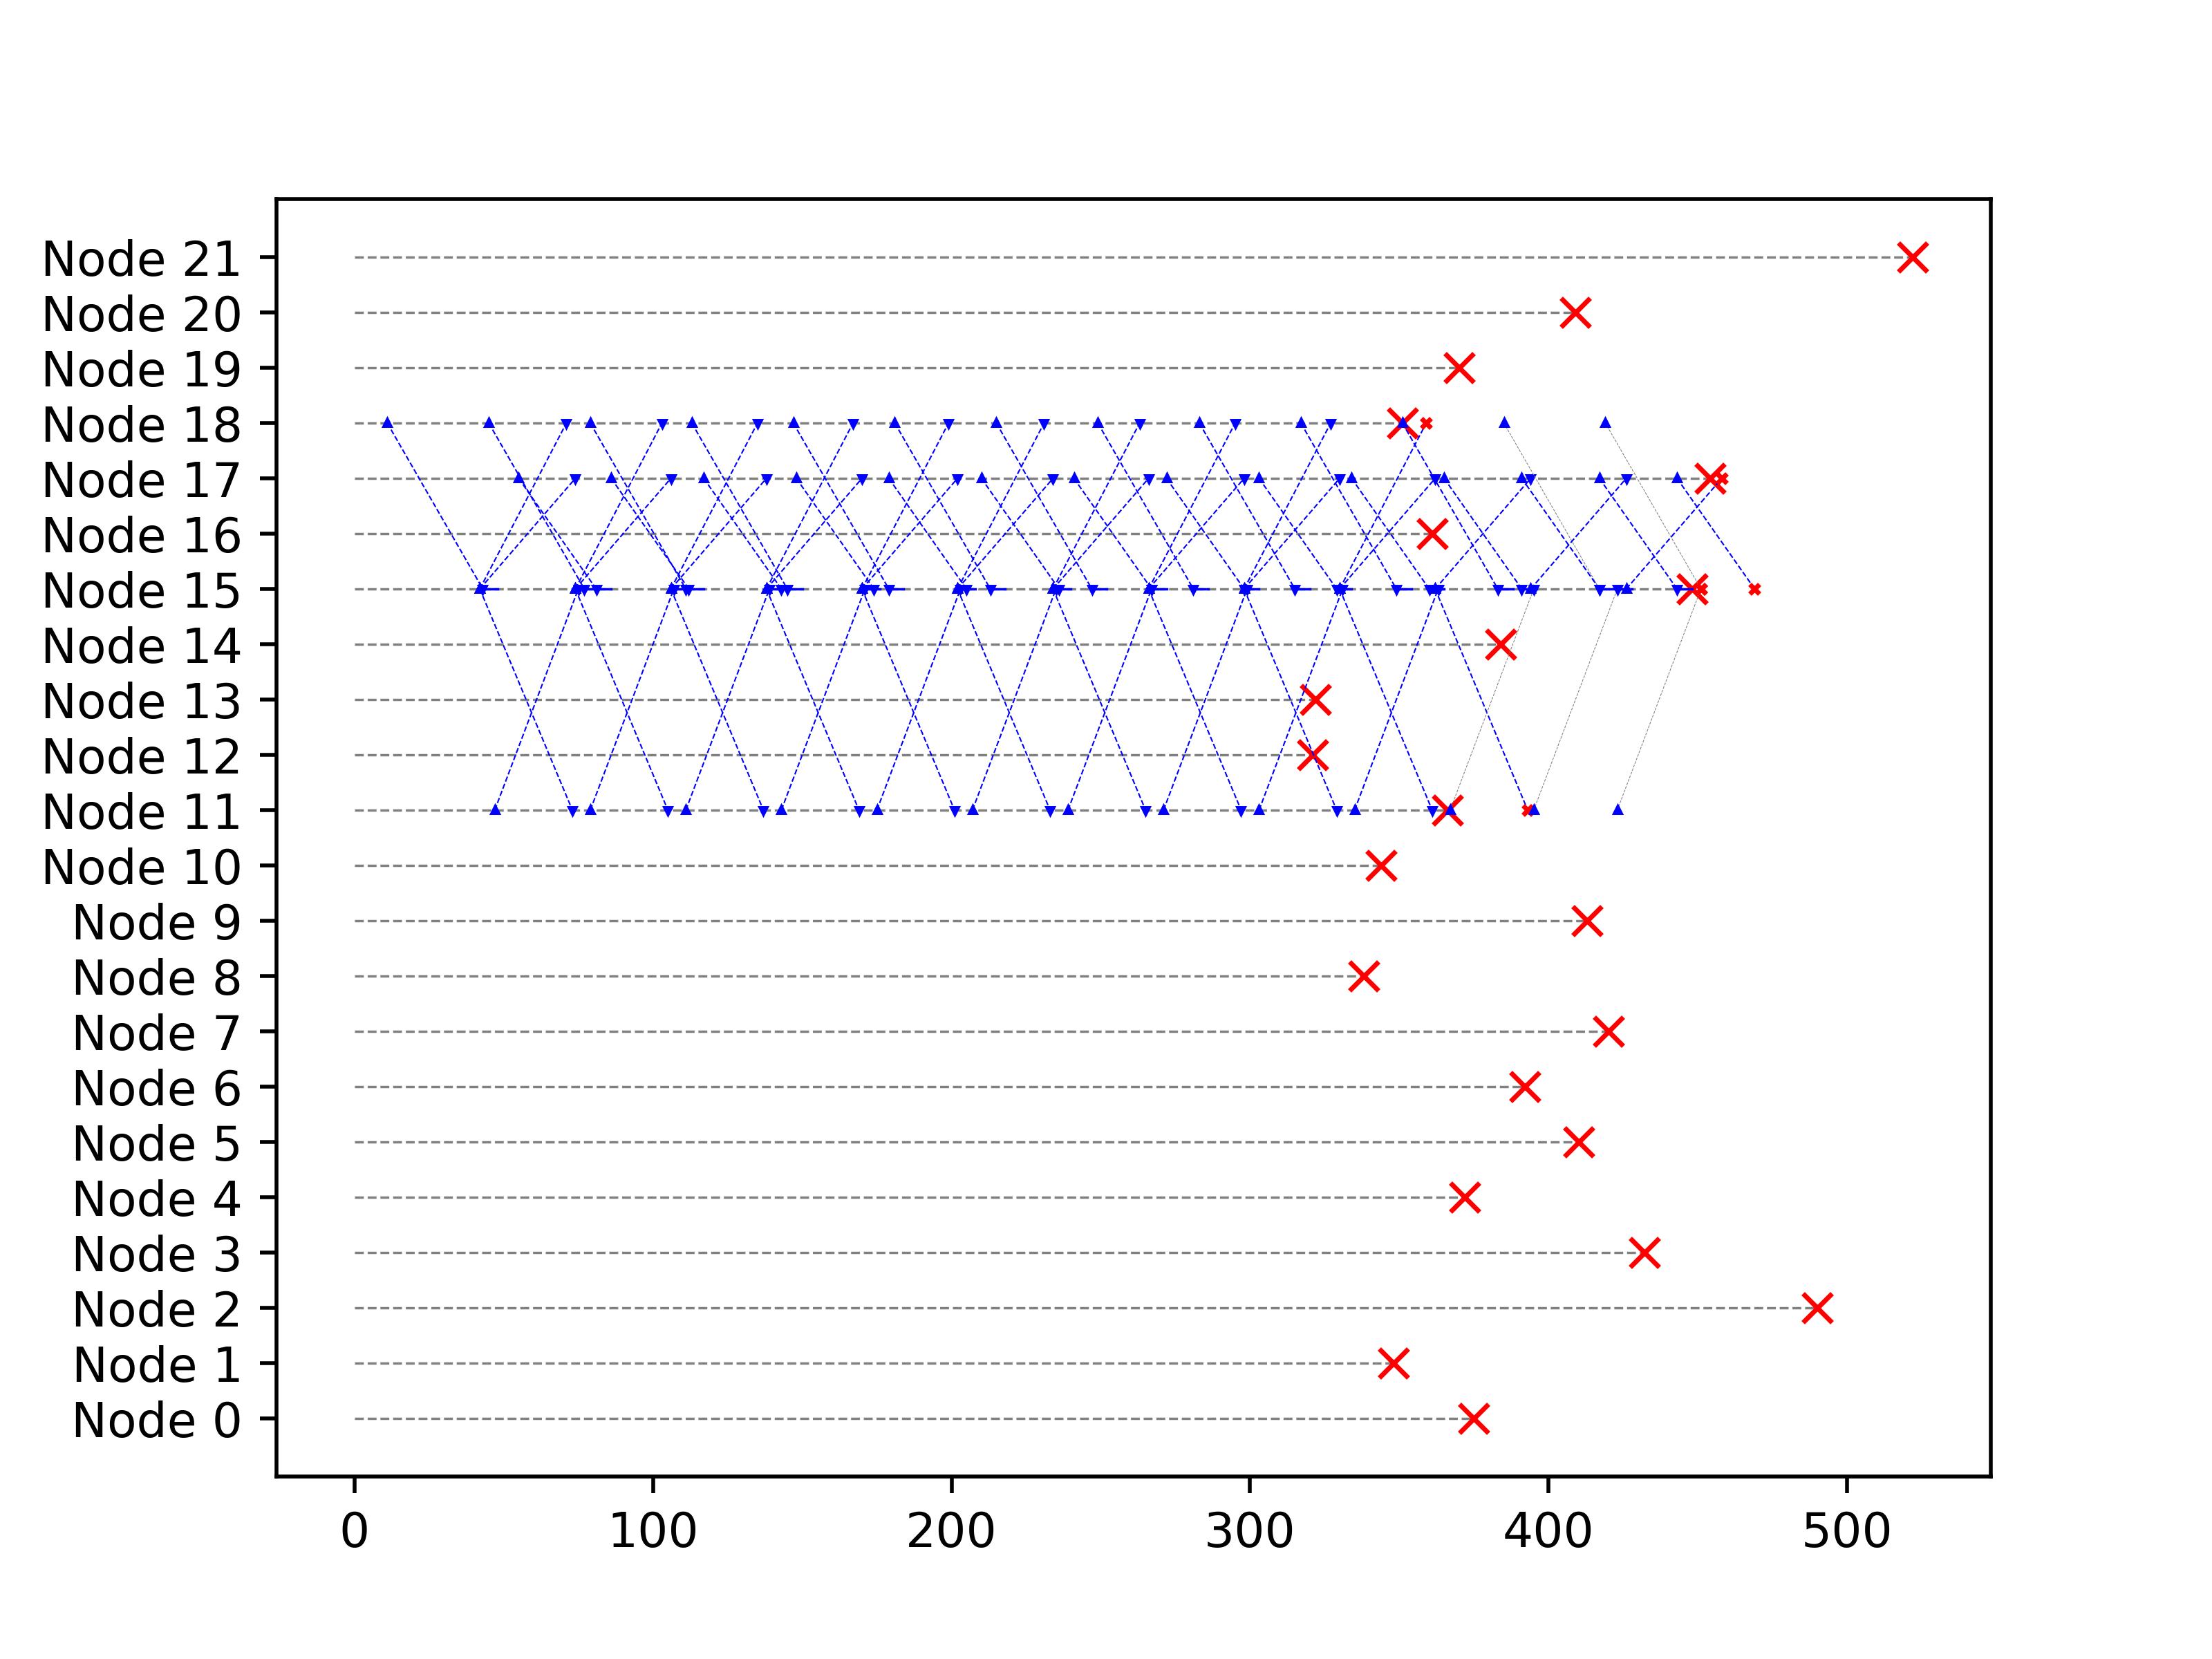 Node 21
Node 20
Node 19
Node 18
Node 17
Node 16
Node 15
Node 14
Node 13
Node 12
Node 11
Node 10
Node 9
Node 8
Node 7
Node 6
Node 5
Node 4
Node 3
Node 2
Node 1
Node 0
0 100 200 300 400 500